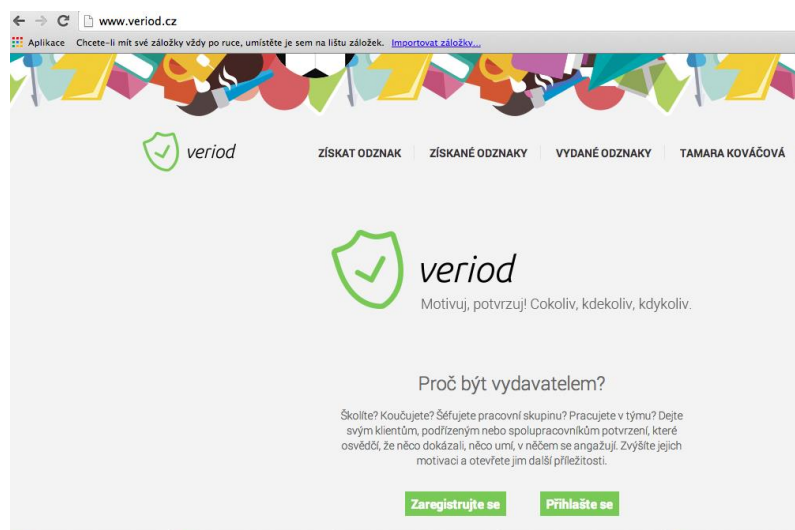 www.veriod.cz
Aplikace Chcete-li mít své záložky vždy po ruce, umístěte je sem na lištu záložek. Importovat záložky...
veriod ZÍSKAT ODZNAK ZÍSKANÉ ODZNAKY VYDANÉ ODZNAKY TAMARA KOVÁČOVÁ
veriod
Motivuj, potvrzuj! Cokoliv, kdekoliv, kdykoliv.
Proč být vydavatelem?
Školíte? Koučujete? Šéfujete pracovní skupinu? Pracujete v týmu? Dejte
svým klientům, podřízeným nebo spolupracovníkům potvrzení, které
osvědčí, že něco dokázali, něco umí, v něčem se angažují. Zvýšíte jejich
motivaci a otevřete jim další příležitosti.
Zaregistrujte se Přihlašte se